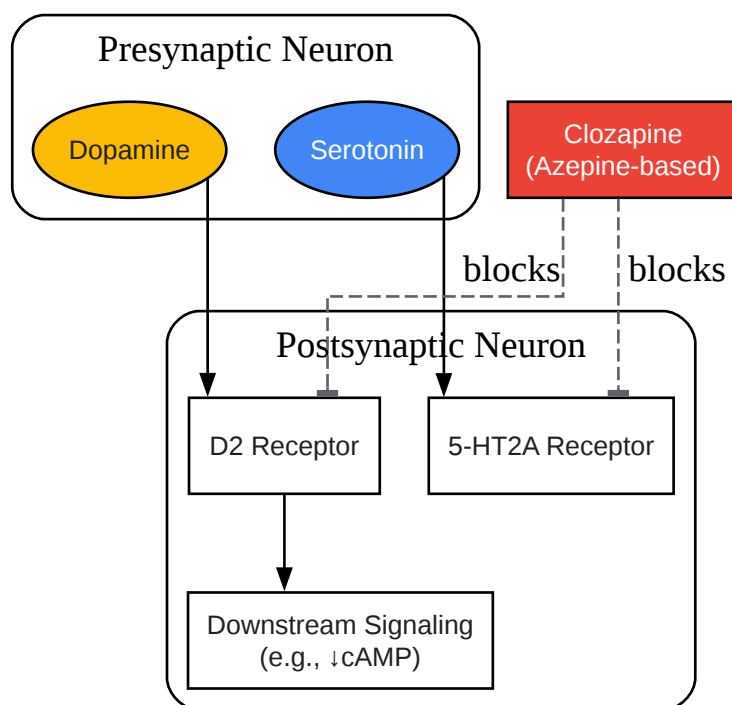 Presynaptic Neuron
Dopamine
Serotonin
Clozapine
(Azepine-based)
blocks
blocks
Postsynaptic Neuron
D2 Receptor
5-HT2A Receptor
Downstream Signaling
(e.g., ↓cAMP)